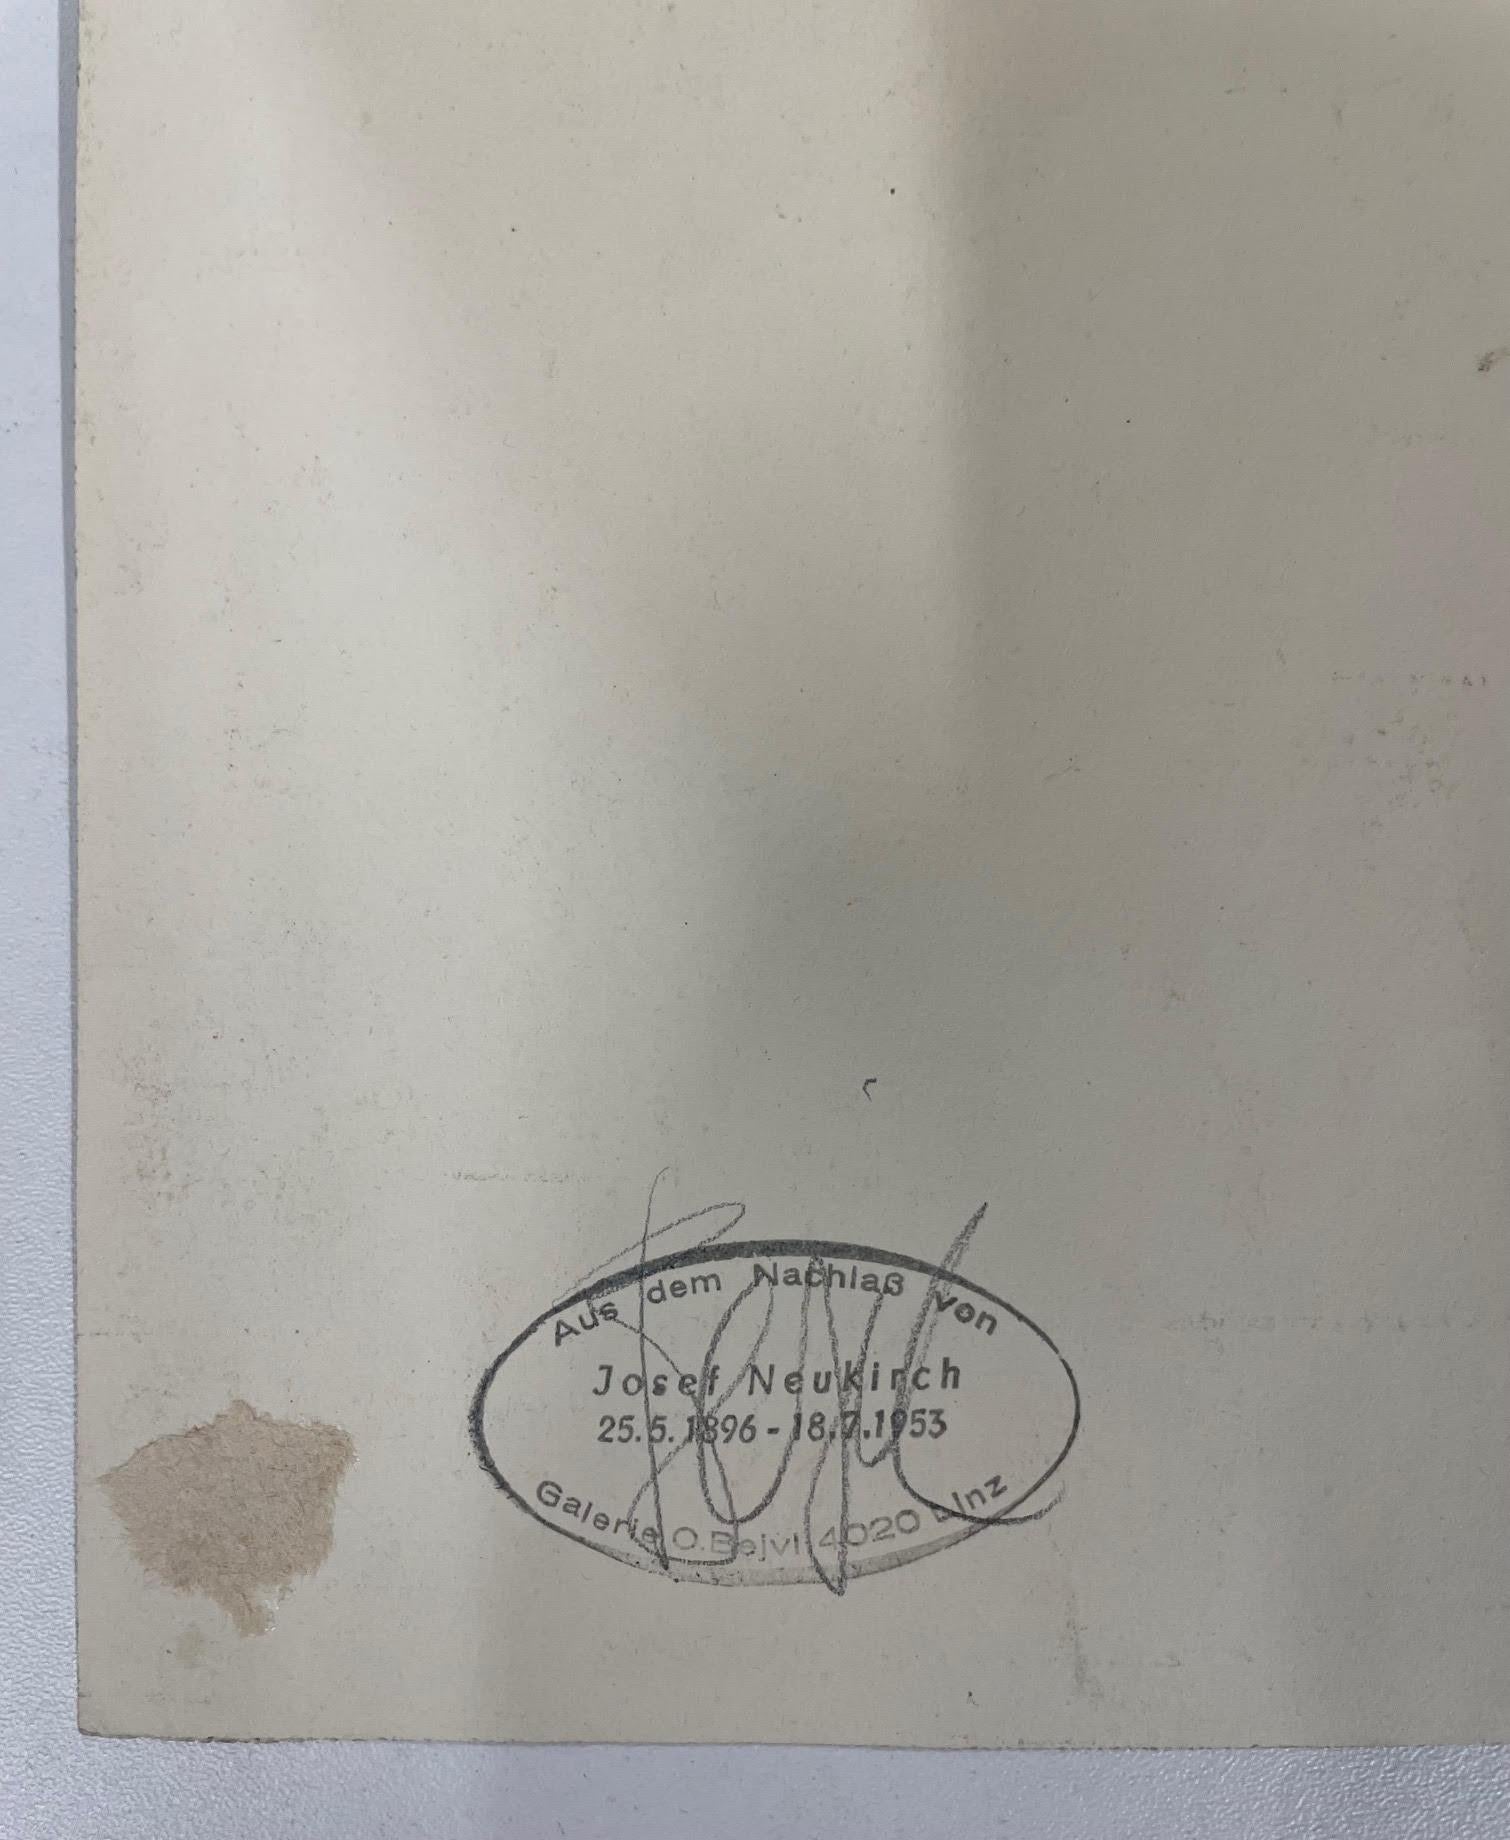 Aus dem Nachlaß von
Josef Neukirch
25.5.1896 - 18.7.1953
Galerie O. Bejvl 4020 Linz